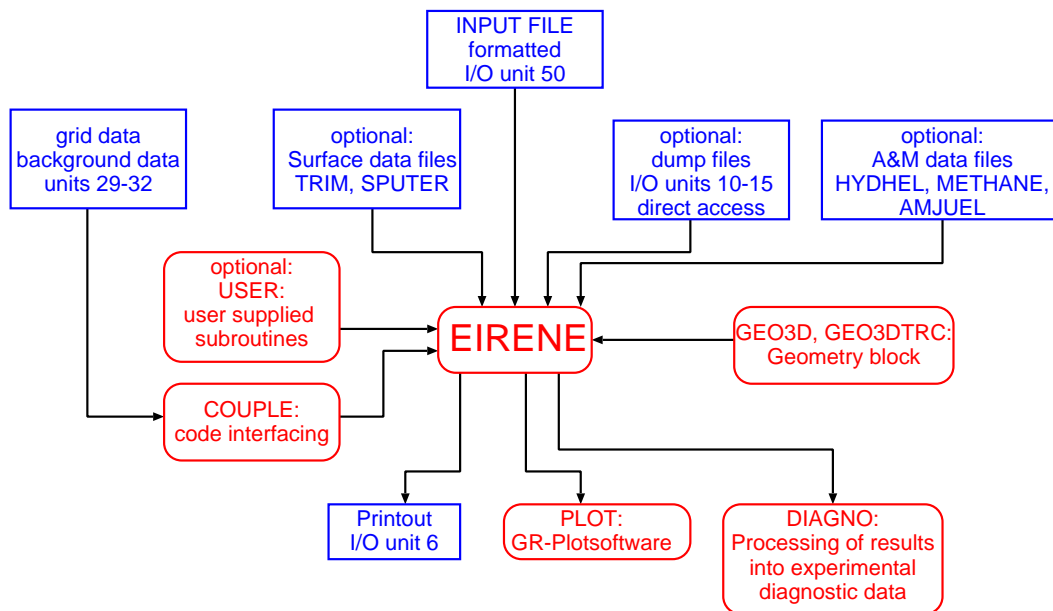 INPUT FILE
formatted
I/O unit 50
grid data
background data
units 29-32
optional:
Surface data files
TRIM, SPUTER
optional:
dump files
I/O units 10-15
direct access
optional:
A&M data files
HYDHEL, METHANE,
AMJUEL
optional:
USER:
user supplied
subroutines
EIRENE
GEO3D, GEO3DTRC:
Geometry block
COUPLE:
code interfacing
Printout
I/O unit 6
PLOT:
GR-Plotsoftware
DIAGNO:
Processing of results
into experimental
diagnostic data